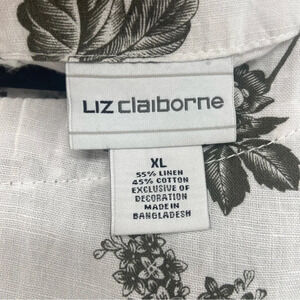 LIZ claiborne
XL
55% LINEN
45% COTTON
EXCLUSIVE OF
DECORATION
MADE IN
BANGLADESH